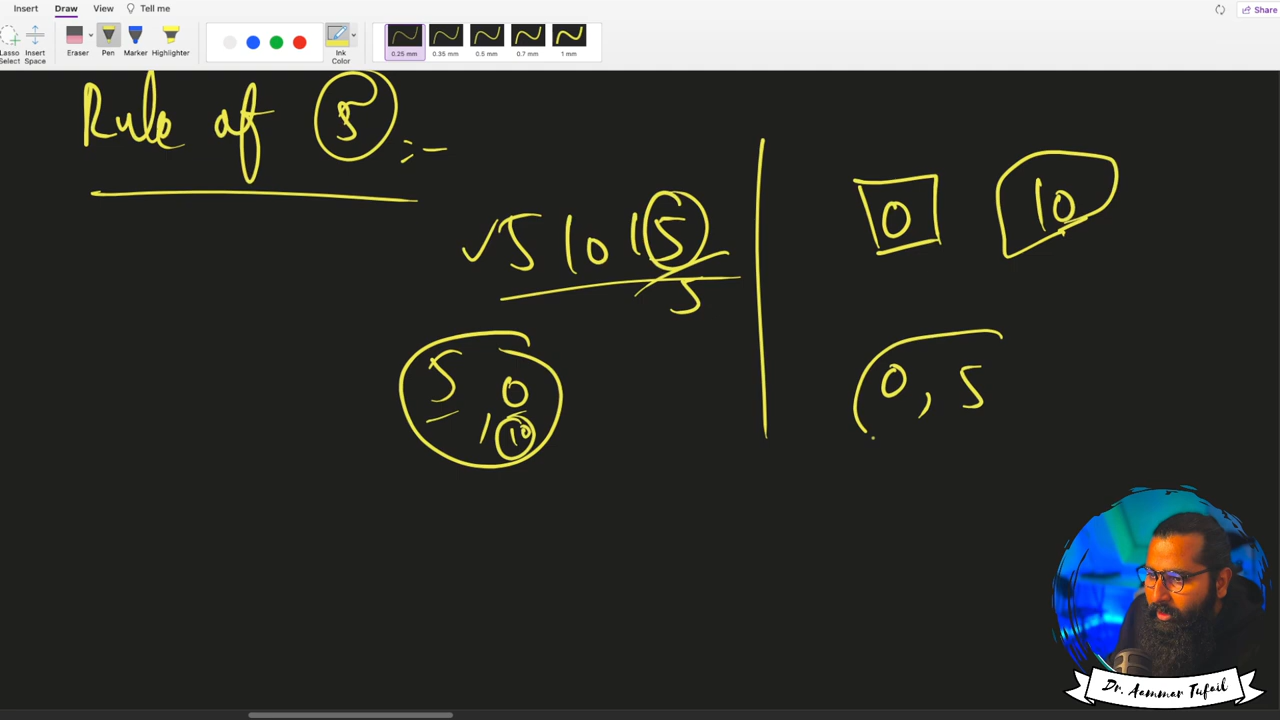 Insert Draw View Tell me
Share
Lasso Select
Insert Space
Eraser
Pen
Marker
Highlighter
Ink Color
0.25 mm
0.35 mm
0.5 mm
0.7 mm
1 mm
Rule of 5 :-
0 10
✓5 10 15
5
5 0
1 10
0, 5
Dr. Aammar Tufail